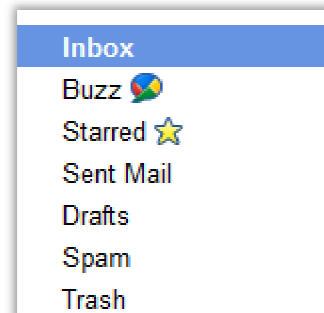 Inbox
Buzz
Starred
Sent Mail
Drafts
Spam
Trash